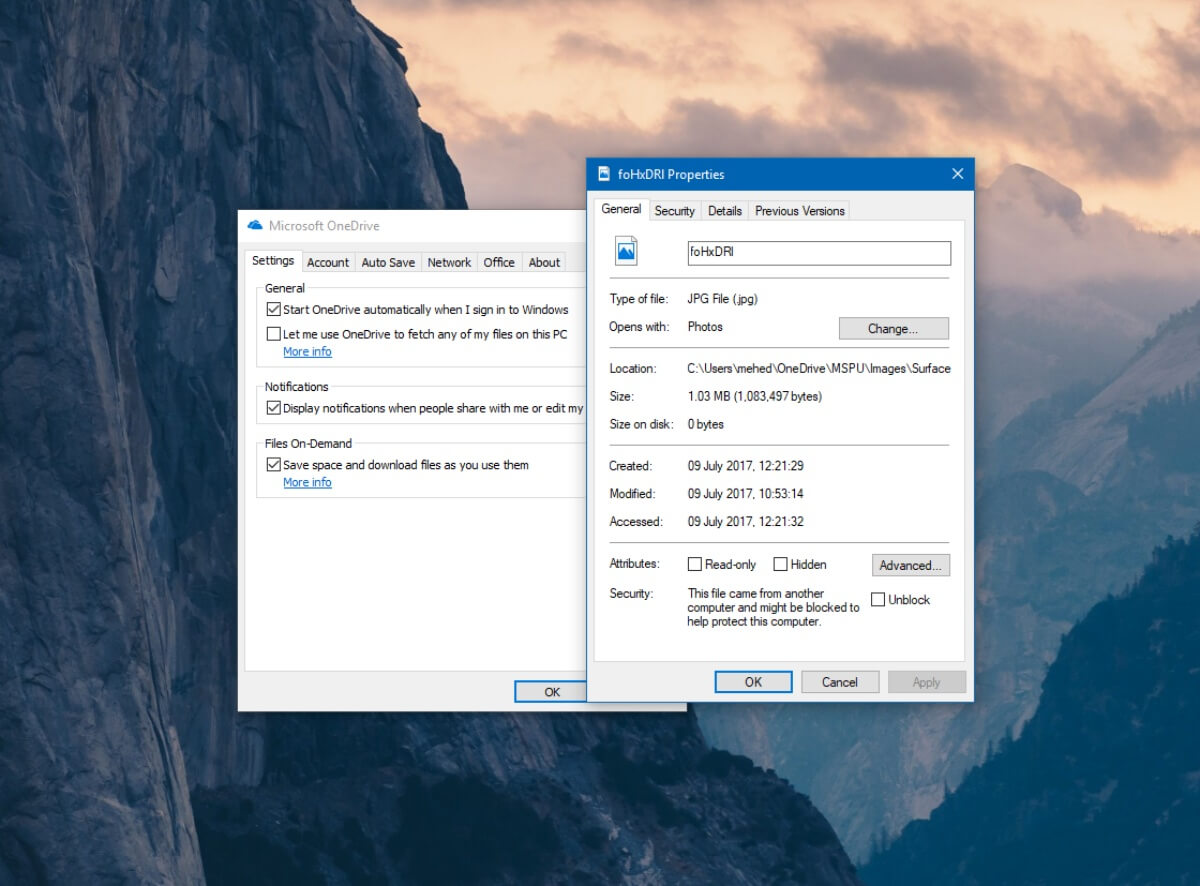 Microsoft OneDrive
Settings Account Auto Save Network Office About
General
Start OneDrive automatically when I sign in to Windows
Let me use OneDrive to fetch any of my files on this PC
More info
Notifications
Display notifications when people share with me or edit my
Files On-Demand
Save space and download files as you use them
More info
OK
foHxDRI Properties
General Security Details Previous Versions
foHxDRI
Type of file: JPG File (.jpg)
Opens with: Photos Change...
Location: C:\Users\mehed\OneDrive\MSPU\Images\Surface
Size: 1.03 MB (1,083,497 bytes)
Size on disk: 0 bytes
Created: 09 July 2017, 12:21:29
Modified: 09 July 2017, 10:53:14
Accessed: 09 July 2017, 12:21:32
Attributes: Read-only Hidden Advanced...
Security: This file came from another
computer and might be blocked to
help protect this computer.
Unblock
OK Cancel Apply